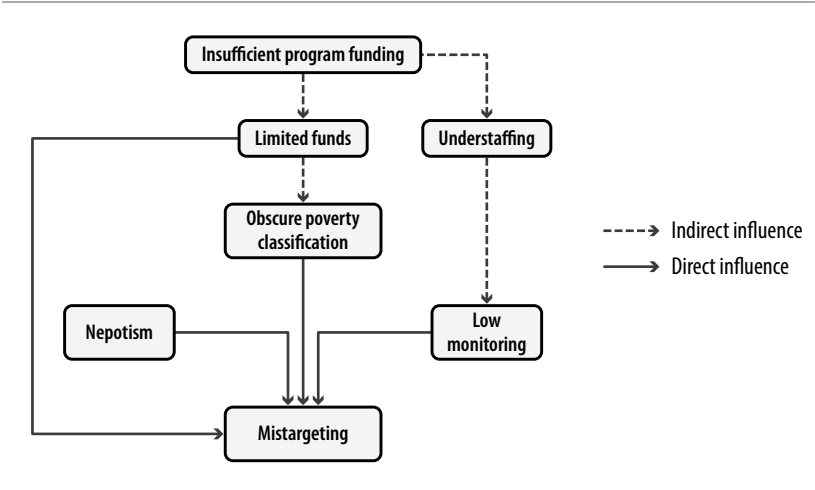 Insufficient program funding
Limited funds
Understaffing
Obscure poverty
classification
Indirect influence
Direct influence
Nepotism
Low
monitoring
Mistargeting